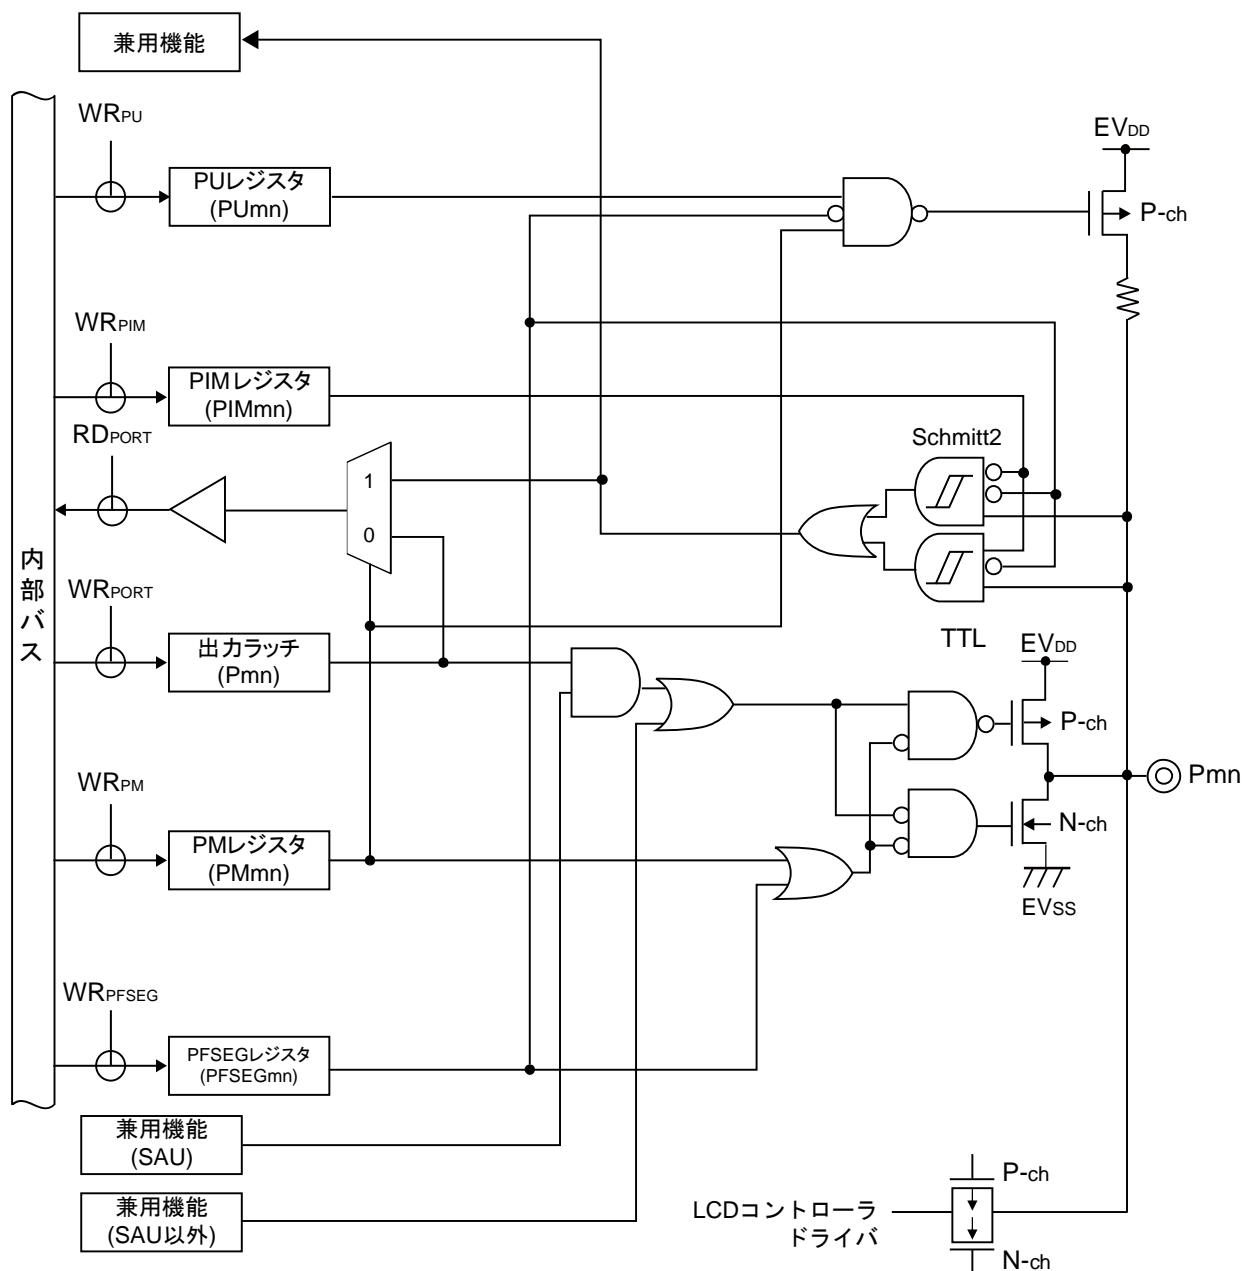 兼用機能
WRPU
PUレジスタ
(PUmn)
EVDD
P-ch
WRPIM
PIMレジスタ
(PIMmn)
RDPORT
1
0
Schmitt2
TTL
内部バス
WRPORT
出力ラッチ
(Pmn)
EVDD
P-ch
Pmn
N-ch
EVSS
WRPM
PMレジスタ
(PMmn)
WRPFSEG
PFSEGレジスタ
(PFSEGmn)
兼用機能
(SAU)
兼用機能
(SAU以外)
P-ch
LCDコントローラ
ドライバ
N-ch